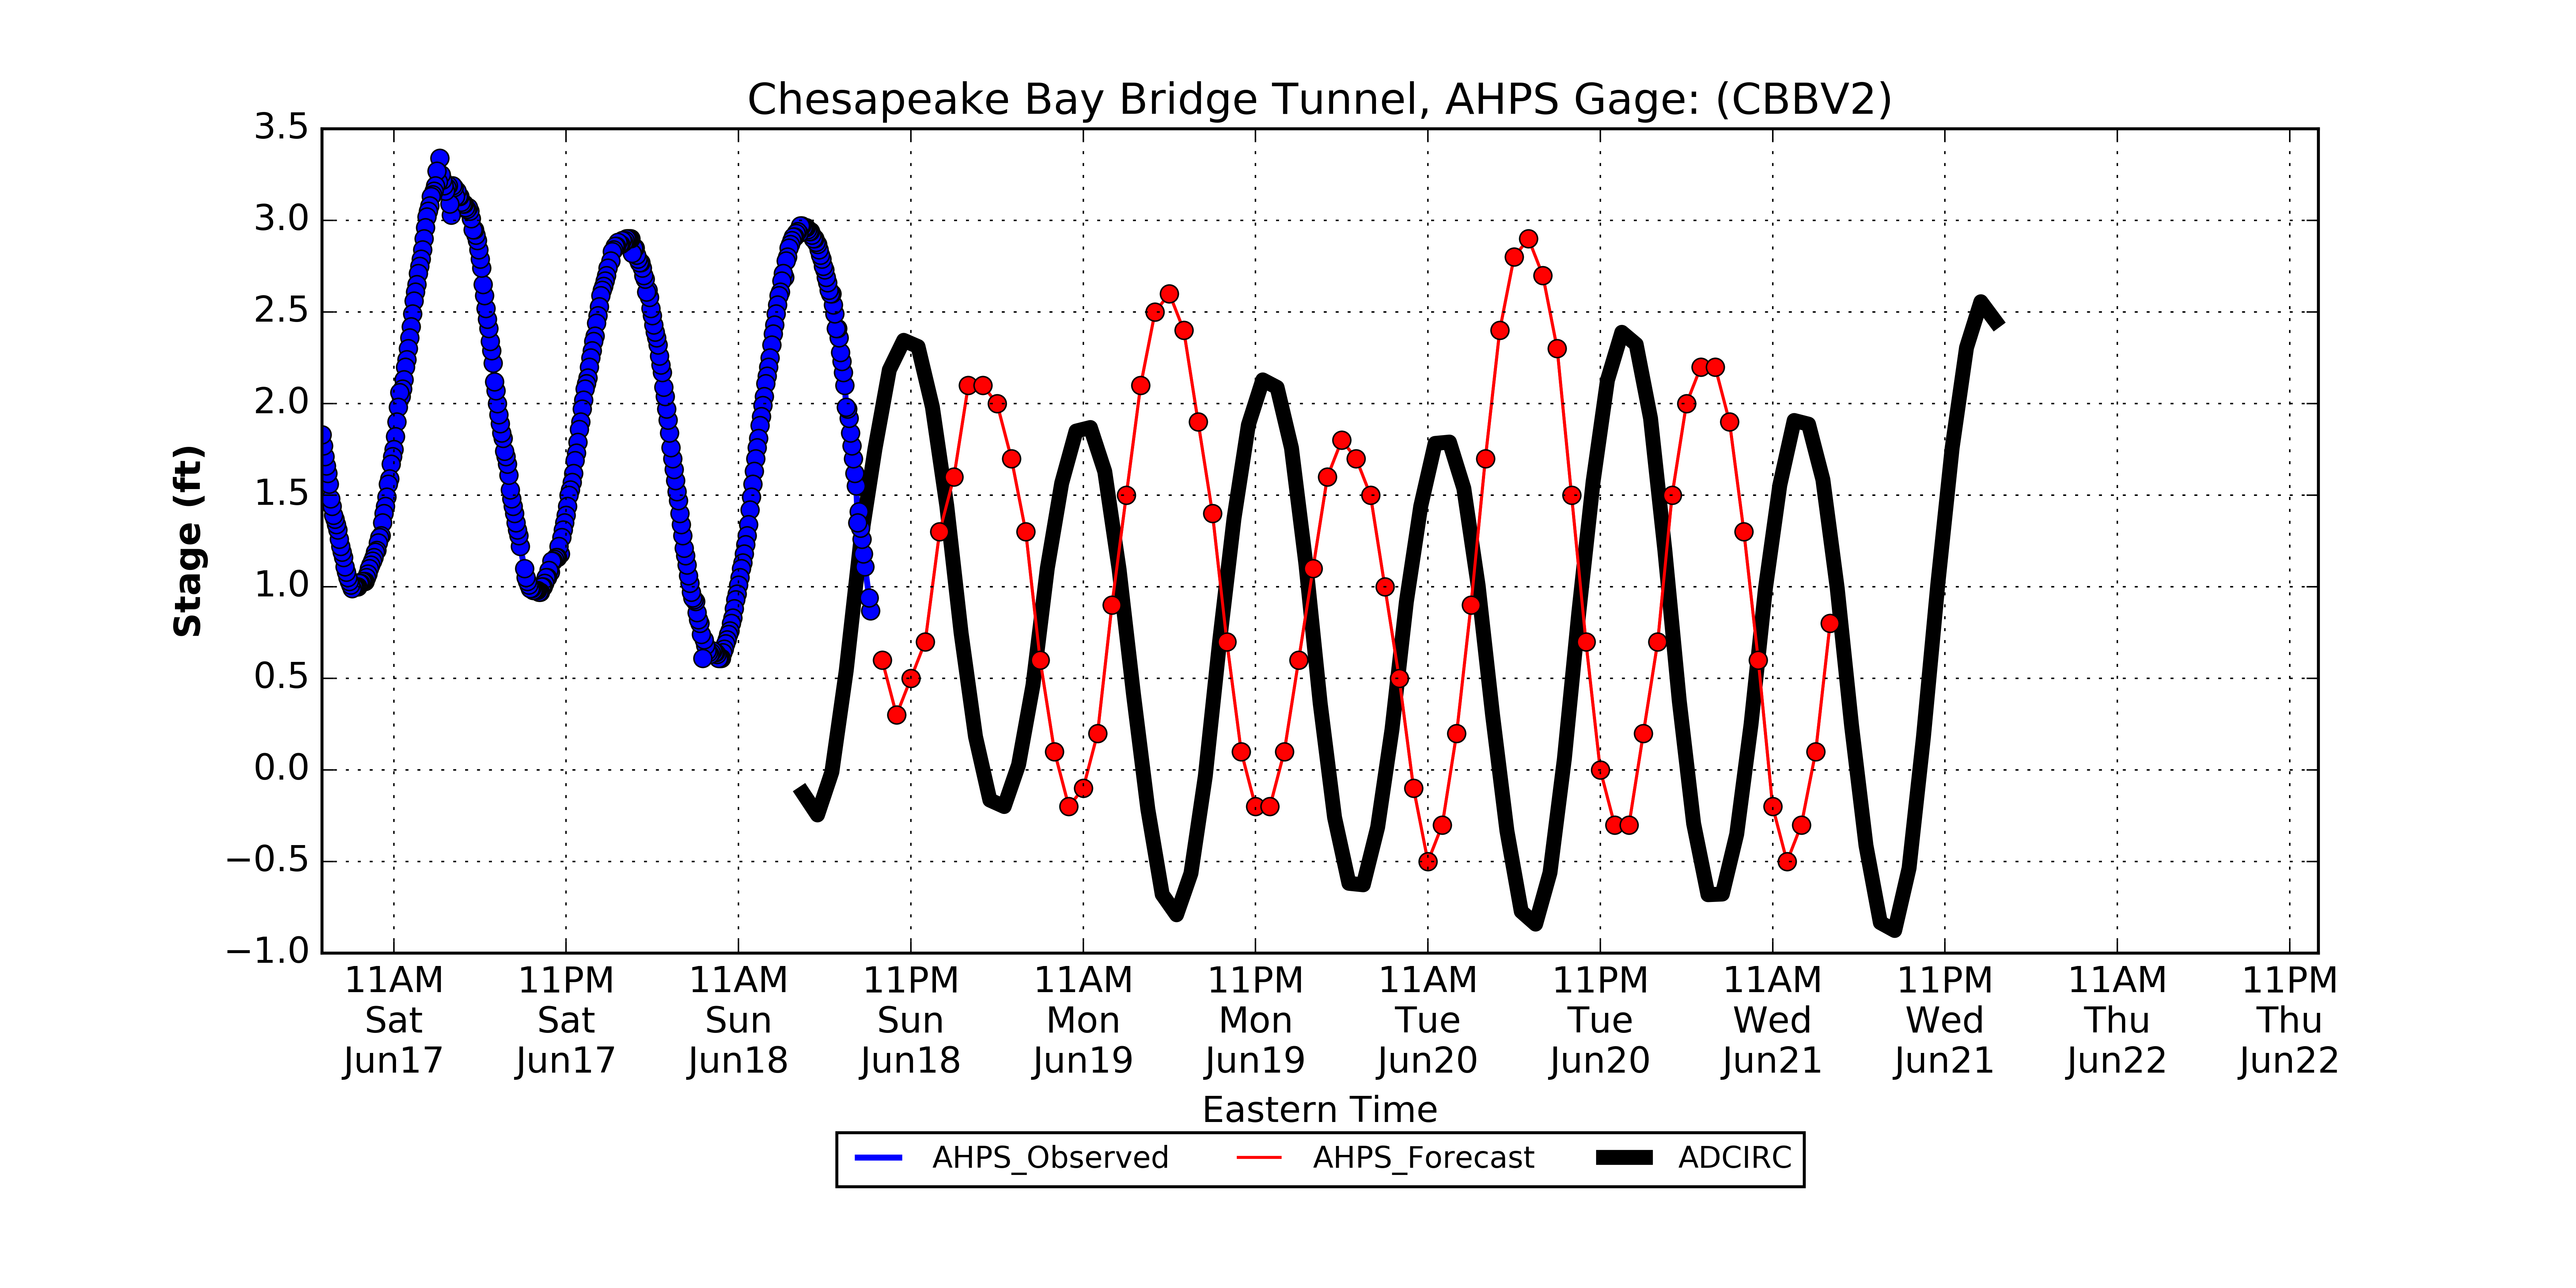 Chesapeake Bay Bridge Tunnel, AHPS Gage: (CBBV2)
3.5
3.0
2.5
2.0
1.5
1.0
0.5
0.0
−0.5
−1.0
Stage (ft)
11AM 11PM 11AM 11PM 11AM 11PM 11AM 11PM 11AM 11PM 11AM 11PM
Sat Sat Sun Sun Mon Mon Tue Tue Wed Wed Thu Thu
Jun17 Jun17 Jun18 Jun18 Jun19 Jun19 Jun20 Jun20 Jun21 Jun21 Jun22 Jun22
Eastern Time
AHPS_Observed AHPS_Forecast ADCIRC